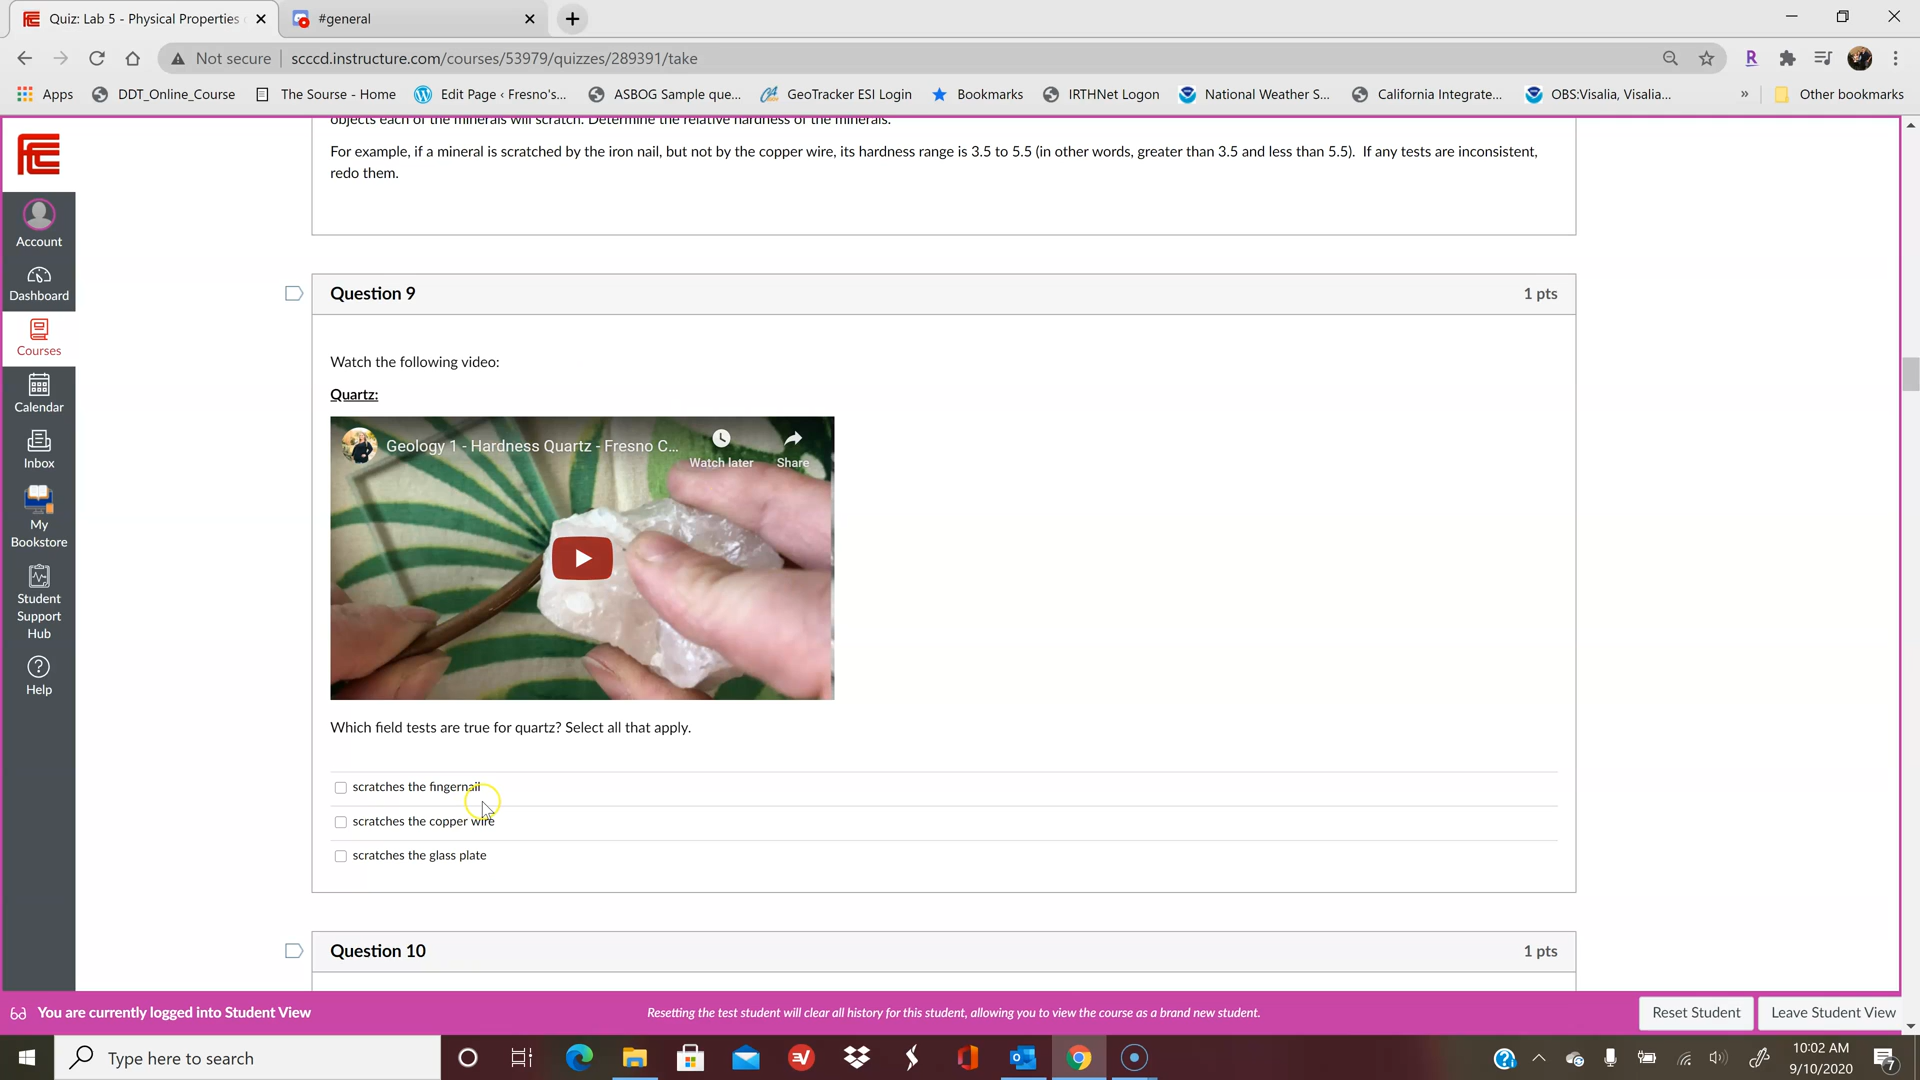 Quiz: Lab 5 - Physical Properties
#general
Not secure
scccd.instructure.com/courses/53979/quizzes/289391/take
R
Apps
DDT_Online_Course
The Sourse - Home
Edit Page ‹ Fresno's...
ASBOG Sample que...
GeoTracker ESI Login
Bookmarks
IRTHNet Logon
National Weather S...
California Integrate...
OBS:Visalia, Visalia...
»
Other bookmarks
objects each of the minerals will scratch. Determine the relative hardness of the minerals.
For example, if a mineral is scratched by the iron nail, but not by the copper wire, its hardness range is 3.5 to 5.5 (in other words, greater than 3.5 and less than 5.5). If any tests are inconsistent,
redo them.
Account
Dashboard
Courses
Calendar
Inbox
My
Bookstore
Student
Support
Hub
Help
Question 9
1 pts
Watch the following video:
Quartz:
Geology 1 - Hardness Quartz - Fresno C...
Watch later
Share
Which field tests are true for quartz? Select all that apply.
scratches the fingernail
scratches the copper wire
scratches the glass plate
Question 10
1 pts
You are currently logged into Student View
Resetting the test student will clear all history for this student, allowing you to view the course as a brand new student.
Reset Student
Leave Student View
Type here to search
10:02 AM
9/10/2020
7